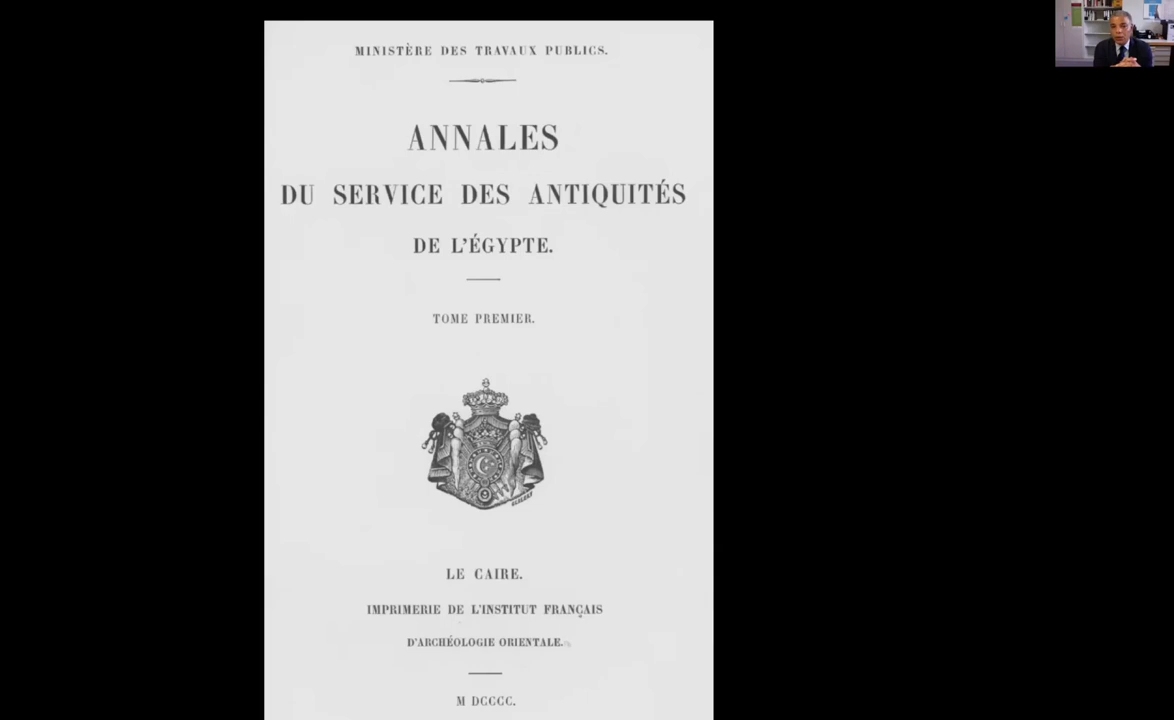 MINISTÈRE DES TRAVAUX PUBLICS.
ANNALES
DU SERVICE DES ANTIQUITÉS
DE L'ÉGYPTE.
TOME PREMIER.
LE CAIRE.
IMPRIMERIE DE L'INSTITUT FRANÇAIS
D'ARCHÉOLOGIE ORIENTALE.
M DCCCC.